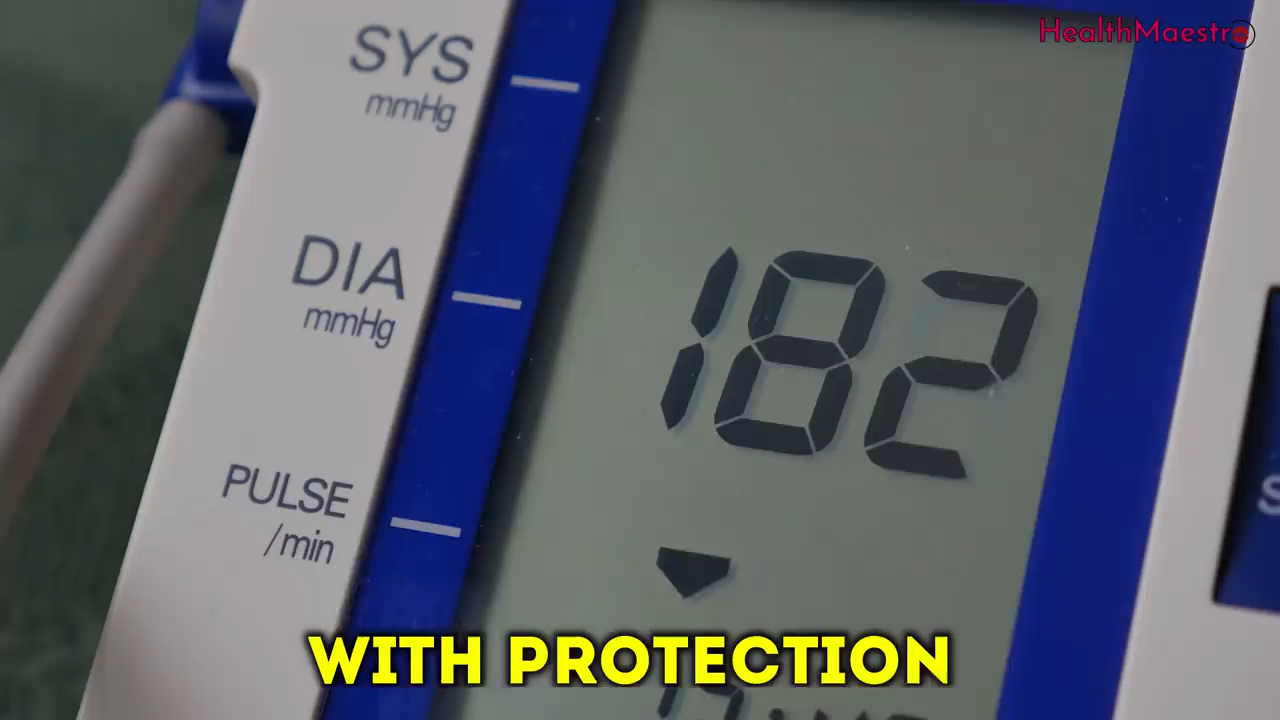 HealthMaestro
SYS
mmHg
DIA
mmHg
182
PULSE
/min
WITH PROTECTION